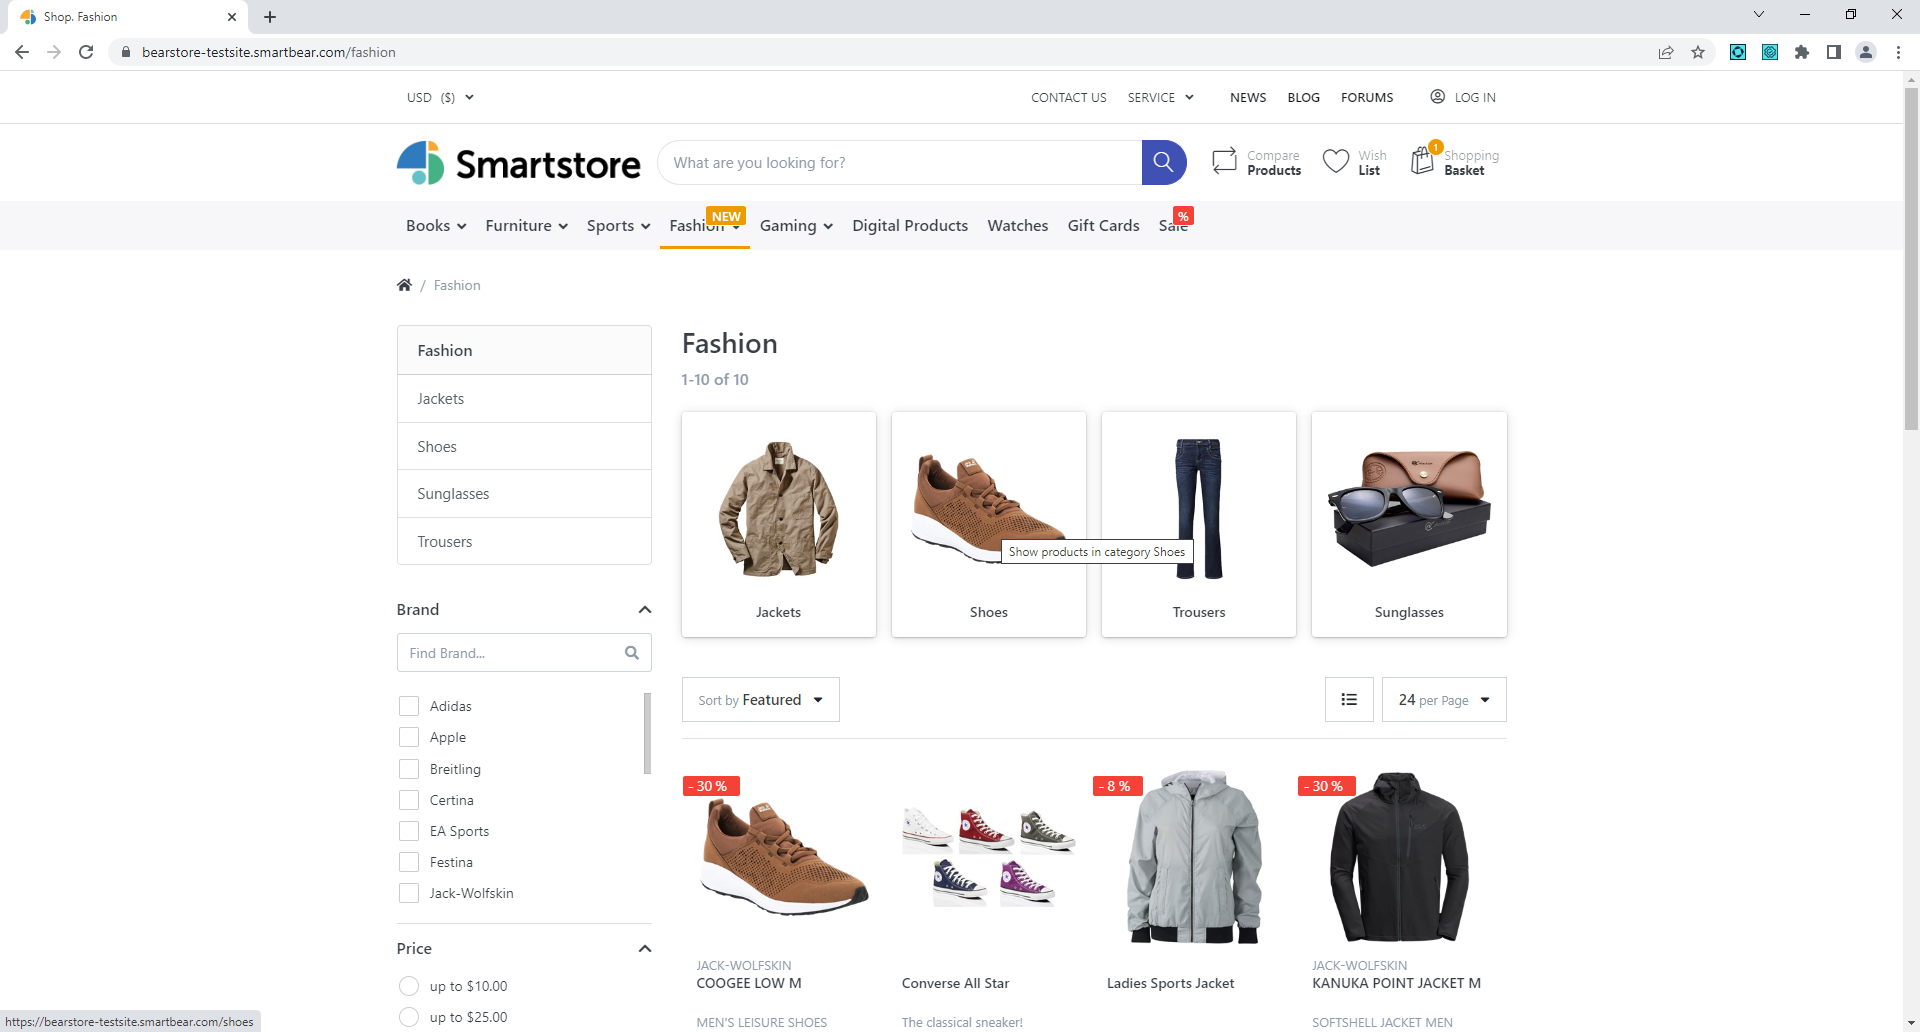 Shop. Fashion
bearstore-testsite.smartbear.com/fashion
USD ($)
CONTACT US
SERVICE
NEWS
BLOG
FORUMS
LOG IN
Smartstore
What are you looking for?
Compare
Products
Wish
List
1
Shopping
Basket
Books
Furniture
Sports
Fashion
NEW
Gaming
Digital Products
Watches
Gift Cards
Sale
%
/ Fashion
Fashion
Jackets
Shoes
Sunglasses
Trousers
Brand
Find Brand...
Adidas
Apple
Breitling
Certina
EA Sports
Festina
Jack-Wolfskin
Price
up to $10.00
up to $25.00
Fashion
1-10 of 10
Show products in category Shoes
Jackets
Shoes
Trousers
Sunglasses
Sort by Featured
24 per Page
- 30 %
- 8 %
- 30 %
JACK-WOLFSKIN
COOGEE LOW M
MEN'S LEISURE SHOES
Converse All Star
The classical sneaker!
Ladies Sports Jacket
JACK-WOLFSKIN
KANUKA POINT JACKET M
SOFTSHELL JACKET MEN
https://bearstore-testsite.smartbear.com/shoes